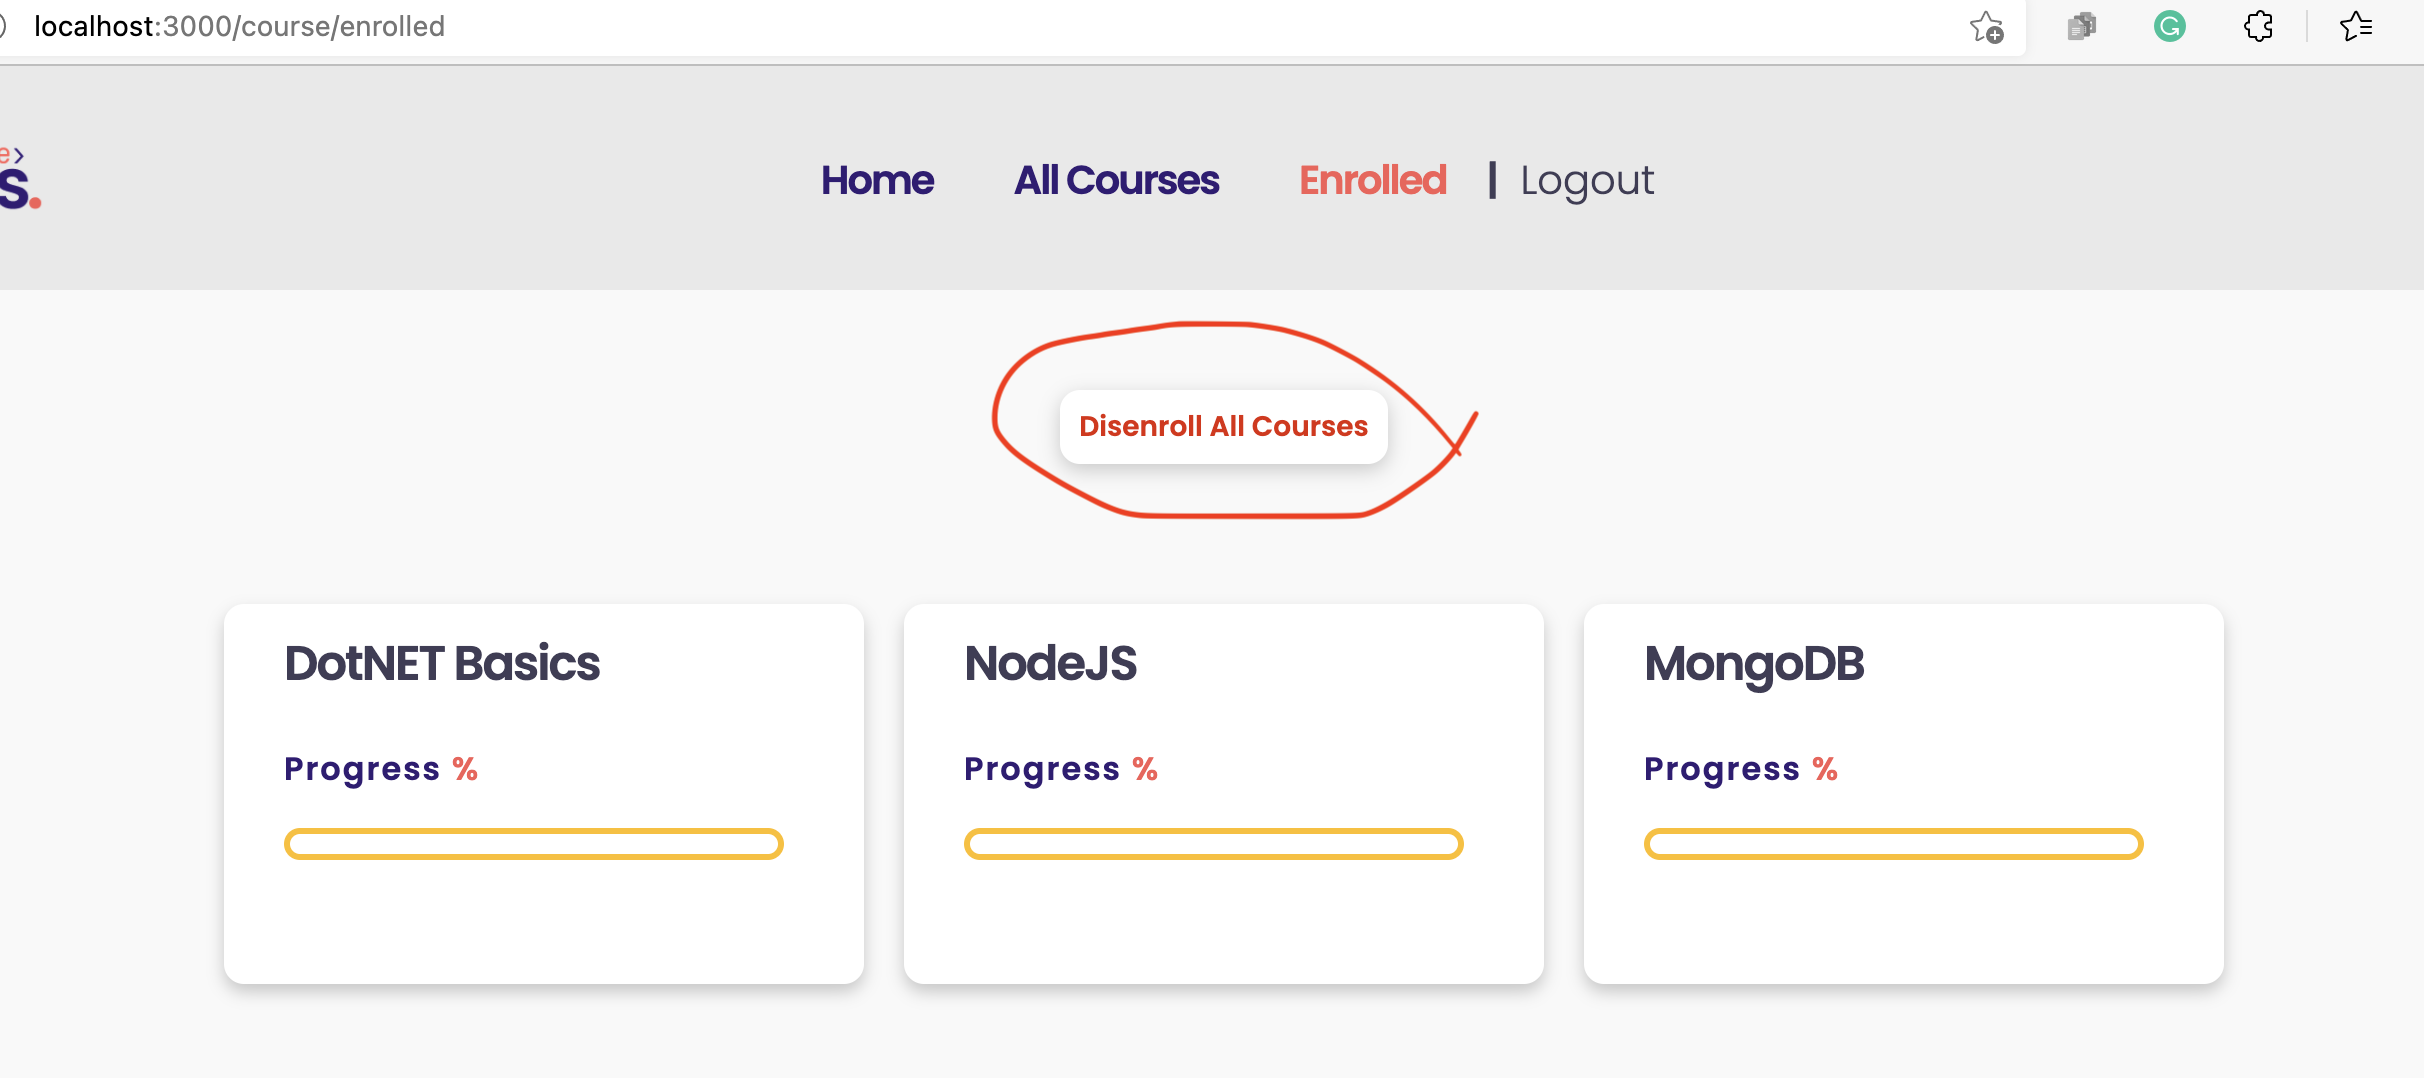 localhost:3000/course/enrolled
e>
s.
Home All Courses Enrolled | Logout
Disenroll All Courses
DotNET Basics NodeJS MongoDB
Progress % Progress % Progress %